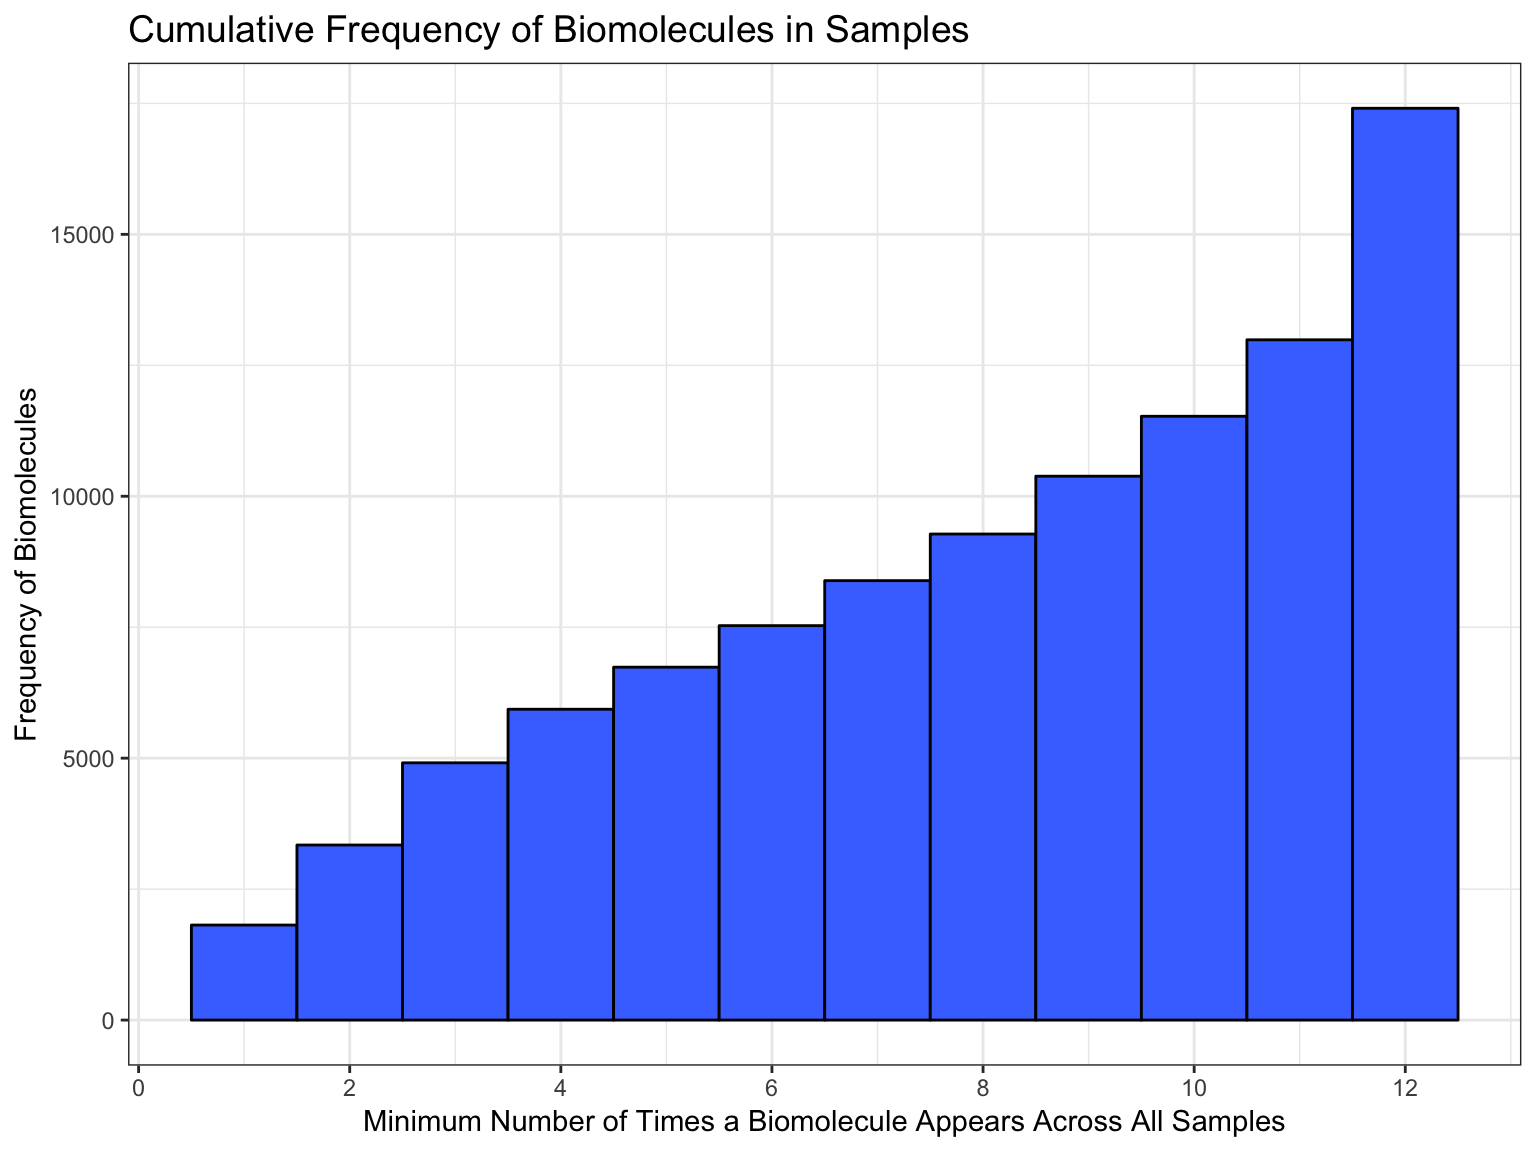 Cumulative Frequency of Biomolecules in Samples
Frequency of Biomolecules
15000
10000
5000
0
0 2 4 6 8 10 12
Minimum Number of Times a Biomolecule Appears Across All Samples